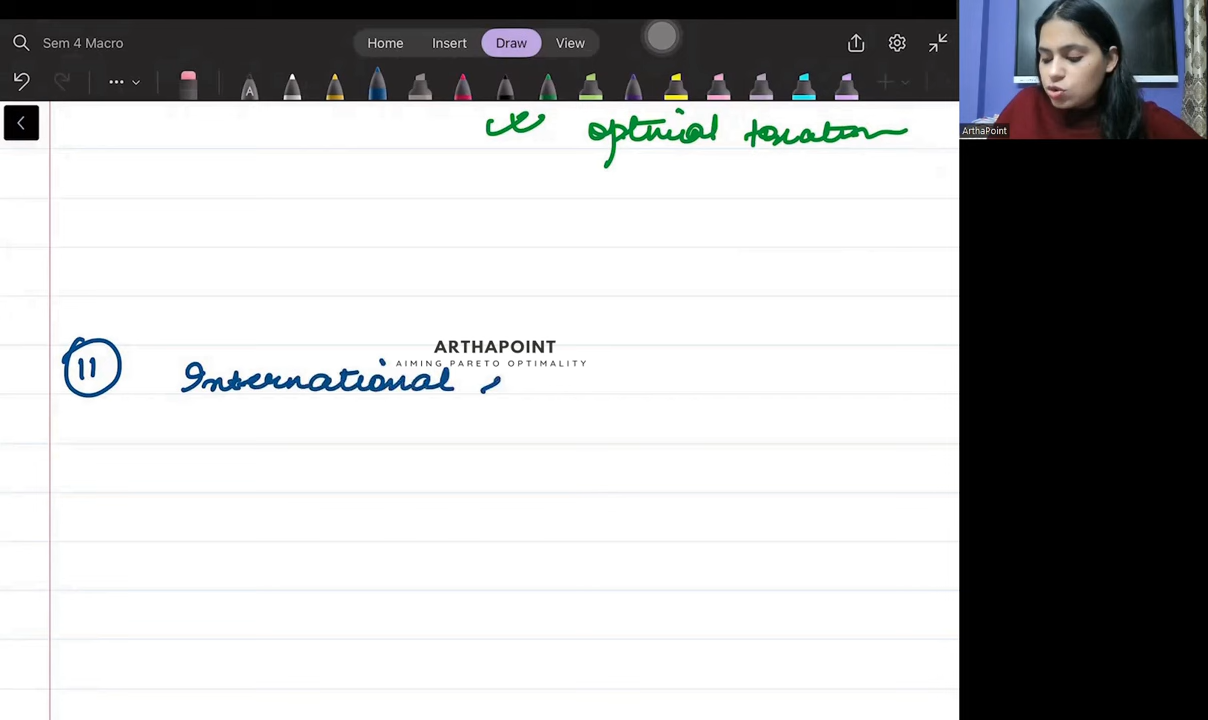 Sem 4 Macro
Home Insert Draw View
A
ArthaPoint
optimal taxation
ARTHAPOINT
AIMING PARETO OPTIMALITY
11 International